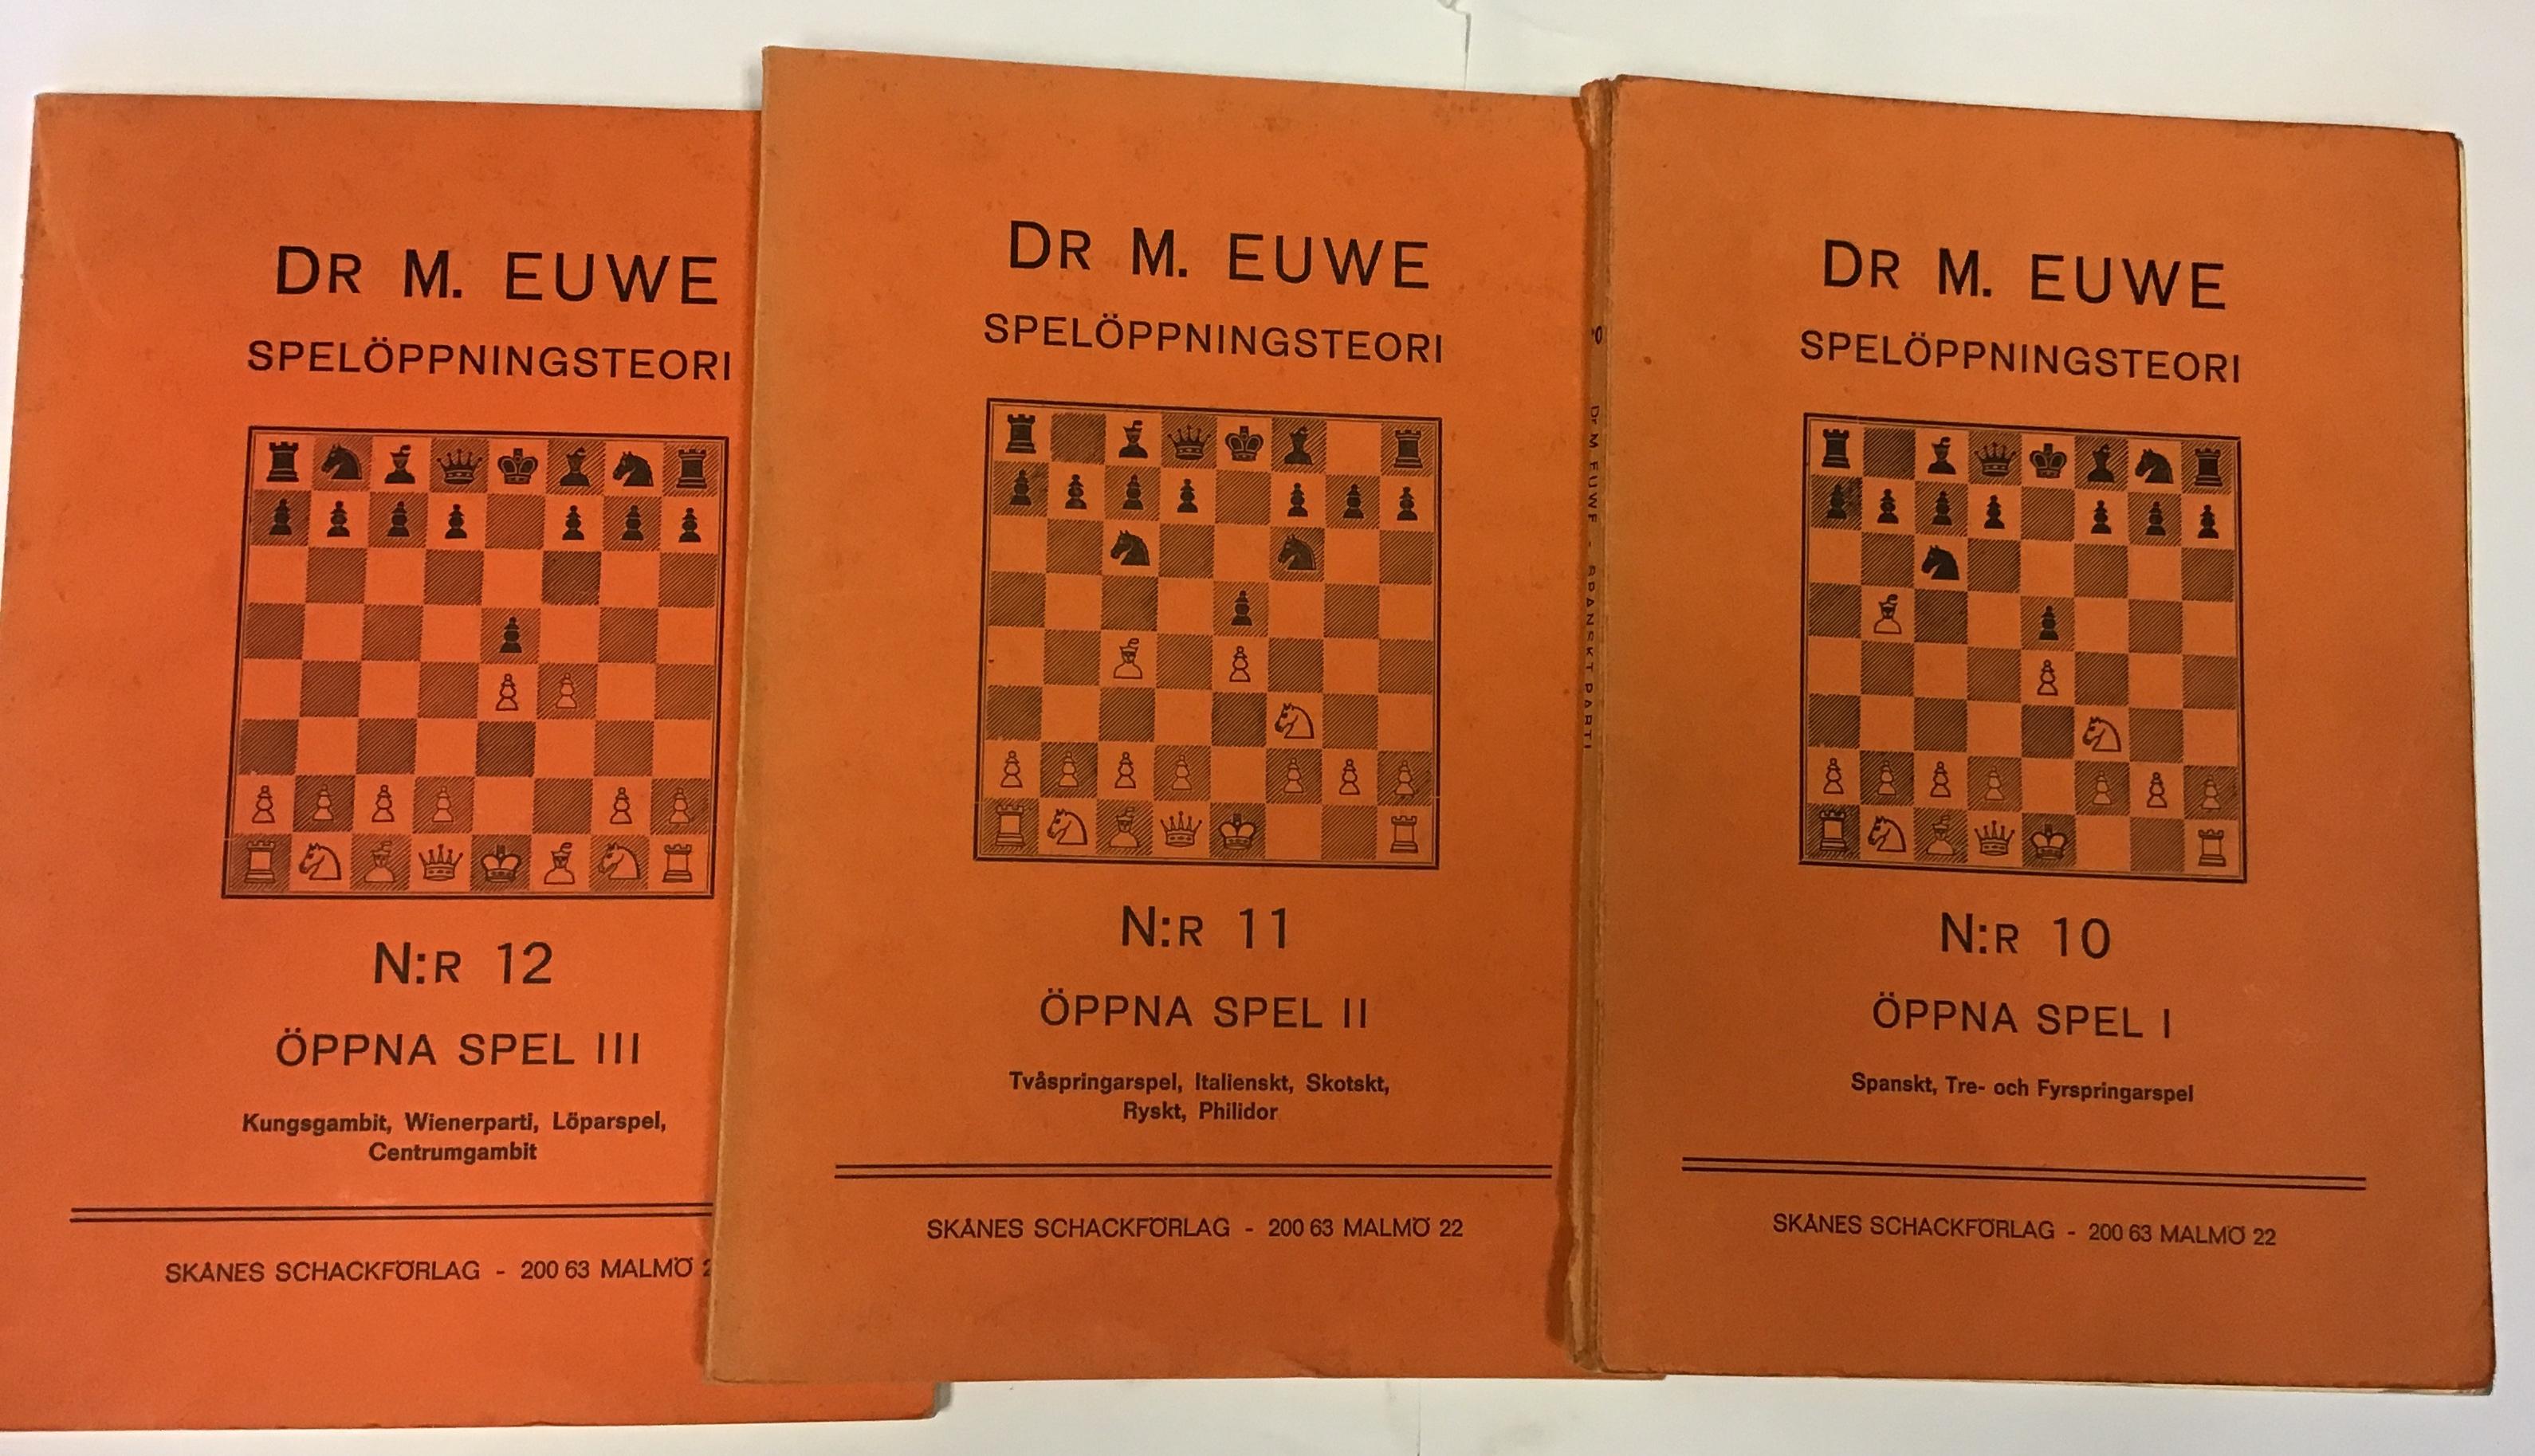 DR M. EUWE
SPELÖPPNINGSTEORI
N:R 12
ÖPPNA SPEL III
Kungsgambit, Wienerparti, Löparspel,
Centrumgambit
SKÅNES SCHACKFÖRLAG - 200 63 MALMÖ 2
DR M. EUWE
SPELÖPPNINGSTEORI
N:R 11
ÖPPNA SPEL II
Tvåspringarspel, Italienskt, Skotskt,
Ryskt, Philidor
SKÅNES SCHACKFÖRLAG - 200 63 MALMÖ 22
Dr M. EUWE - SPANSKT PARTI
DR M. EUWE
SPELÖPPNINGSTEORI
N:R 10
ÖPPNA SPEL I
Spanskt, Tre- och Fyrspringarspel
SKÅNES SCHACKFÖRLAG - 200 63 MALMÖ 22